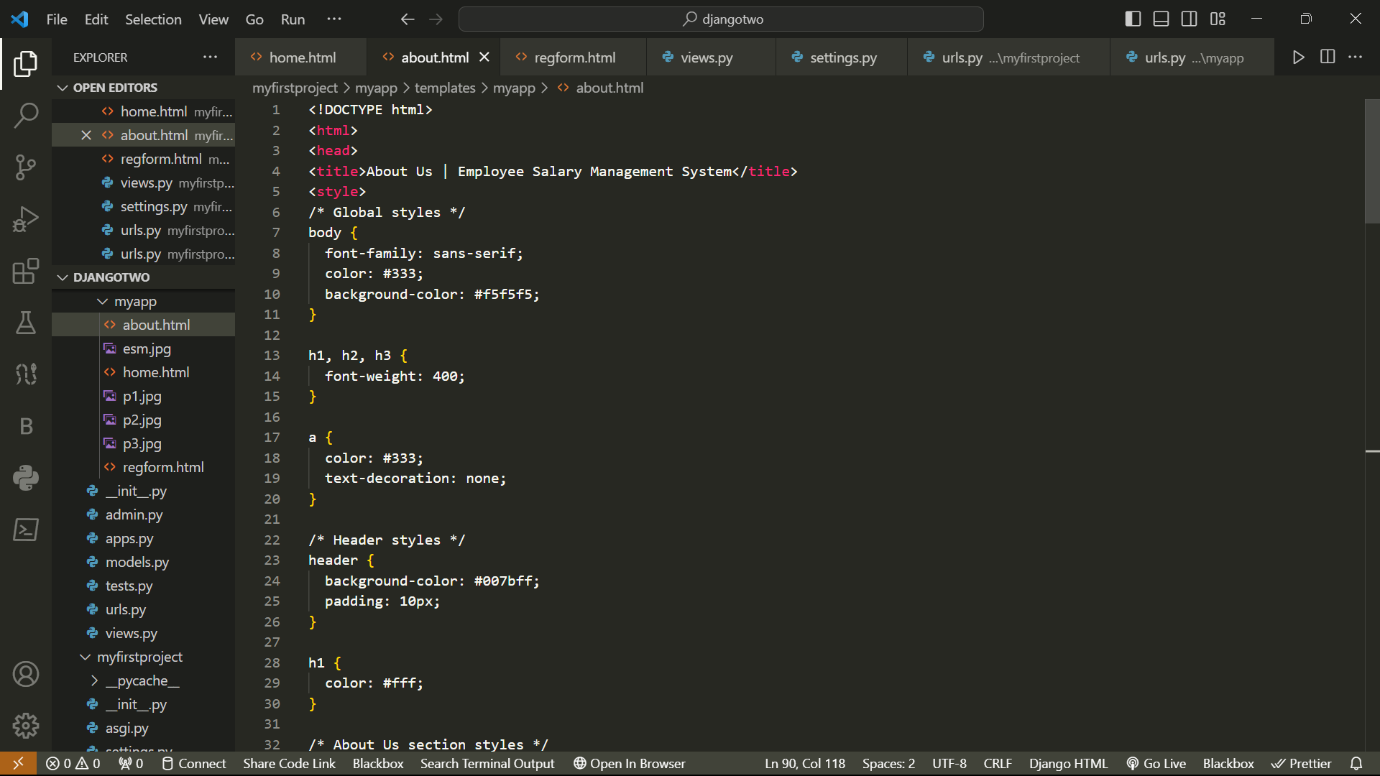 File Edit Selection View Go Run ···
djangotwo
EXPLORER ···
home.html about.html regform.html views.py settings.py urls.py ...\myfirstproject urls.py ...\myapp ···
OPEN EDITORS
home.html myfir...
about.html myfir...
regform.html m...
views.py myfirstp...
settings.py myfir...
urls.py myfirstpro...
urls.py myfirstpro...
DJANGOTWO
myapp
about.html
esm.jpg
home.html
p1.jpg
p2.jpg
p3.jpg
regform.html
__init__.py
admin.py
apps.py
models.py
tests.py
urls.py
views.py
myfirstproject
__pycache__
__init__.py
asgi.py
settings.py
myfirstproject > myapp > templates > myapp > about.html
1 <!DOCTYPE html>
2 <html>
3 <head>
4 <title>About Us | Employee Salary Management System</title>
5 <style>
6 /* Global styles */
7 body {
8 font-family: sans-serif;
9 color: #333;
10 background-color: #f5f5f5;
11 }
12
13 h1, h2, h3 {
14 font-weight: 400;
15 }
16
17 a {
18 color: #333;
19 text-decoration: none;
20 }
21
22 /* Header styles */
23 header {
24 background-color: #007bff;
25 padding: 10px;
26 }
27
28 h1 {
29 color: #fff;
30 }
31
32 /* About Us section styles */
0 0 0 Connect Share Code Link Blackbox Search Terminal Output Open In Browser Ln 90, Col 118 Spaces: 2 UTF-8 CRLF Django HTML Go Live Blackbox Prettier